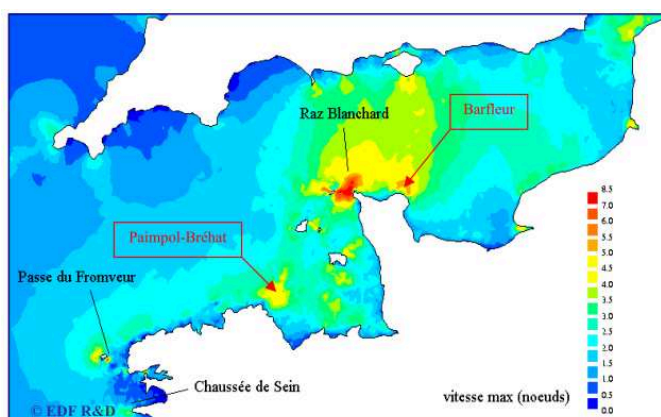 Raz Blanchard
Barfleur
Paimpol-Bréhat
Passe du Fromveur
Chaussée de Sein
© EDF R&D
vitesse max (noeuds)
8.5
7.0
6.5
6.0
5.5
5.0
4.5
4.0
3.5
3.0
2.5
2.0
1.5
1.0
0.5
0.0